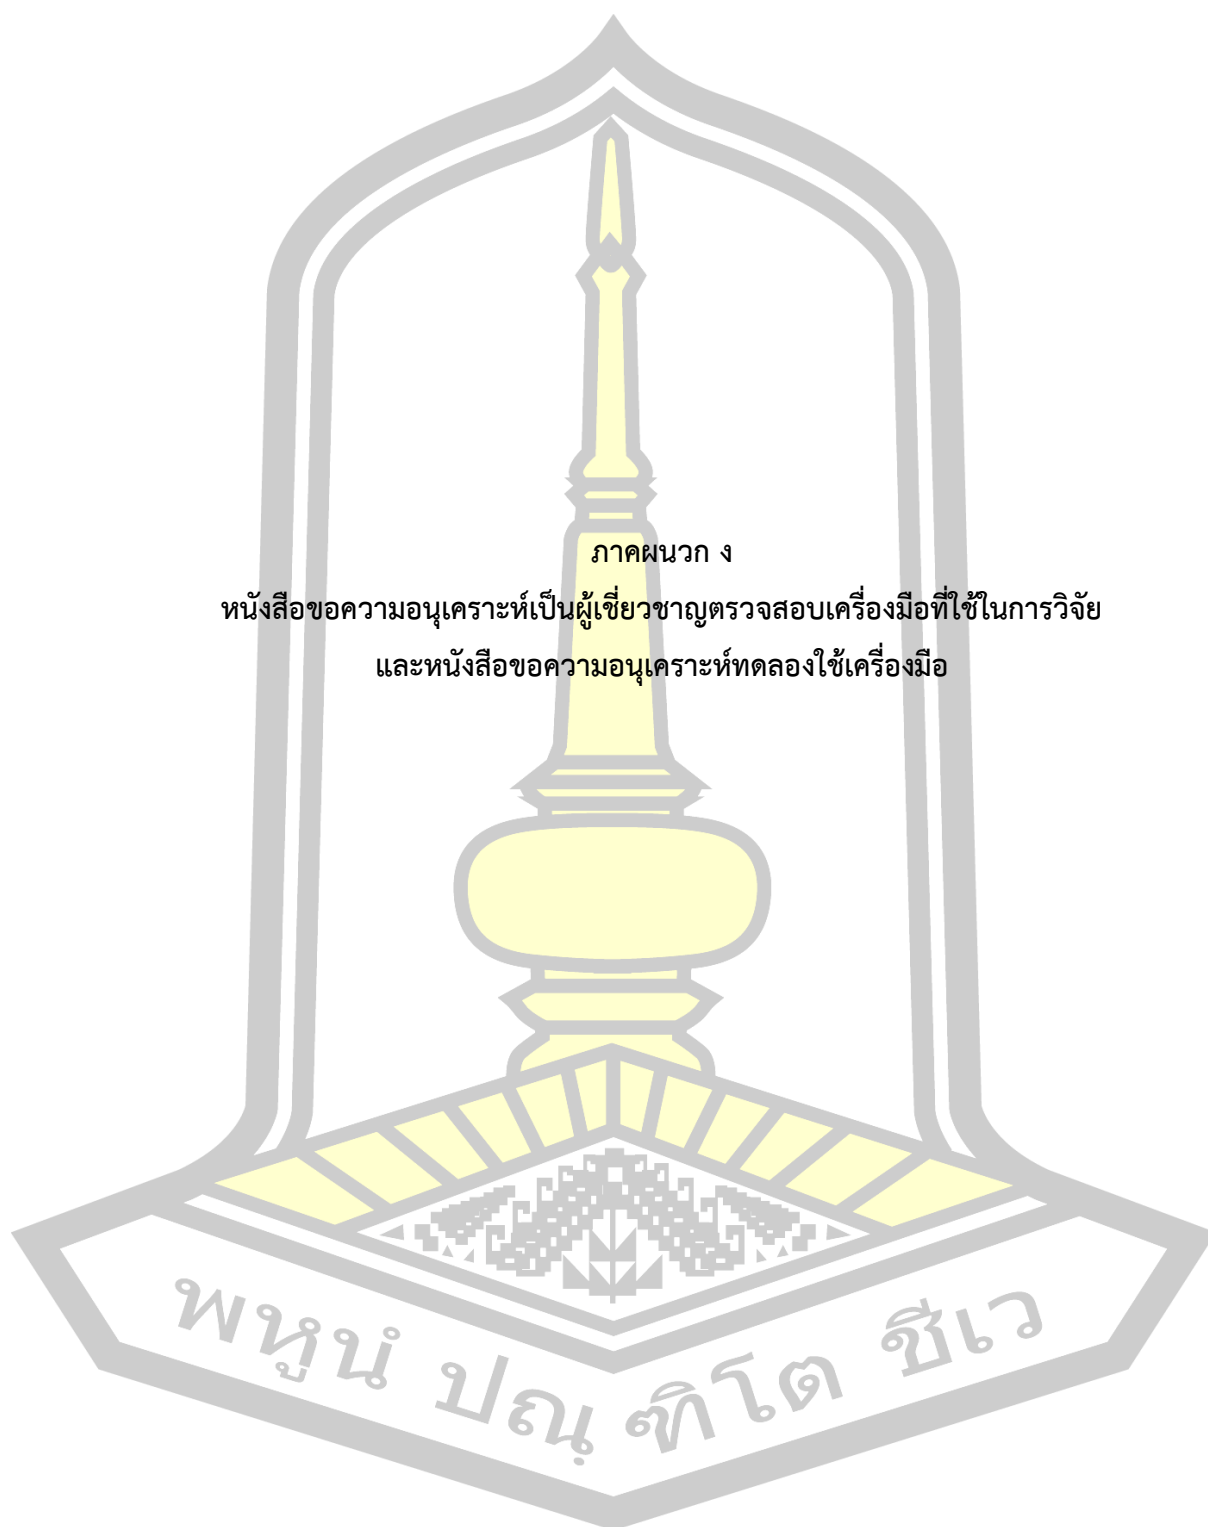 ภาคผนวก ง
หนังสือขอความอนุเคราะห์เป็นผู้เชี่ยวชาญตรวจสอบเครื่องมือที่ใช้ในการวิจัย
และหนังสือขอความอนุเคราะห์ทดลองใช้เครื่องมือ
พหูนํ ปณฺ ฑิโต ชีเว